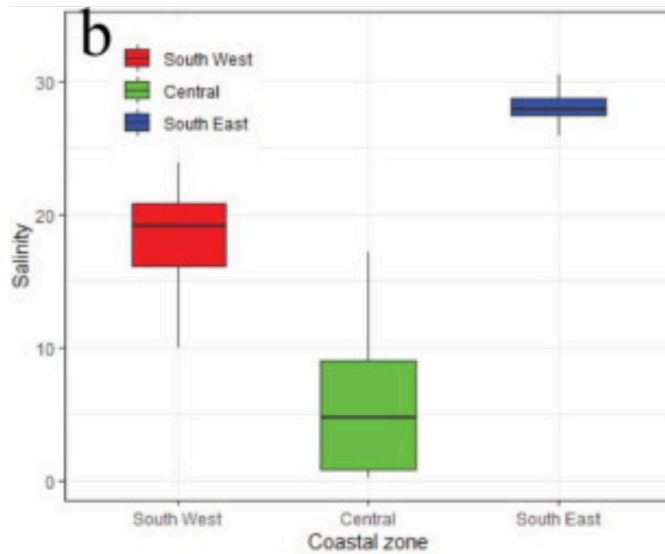 b
South West
Central
South East
30
20
10
0
Salinity
South West Central South East
Coastal zone